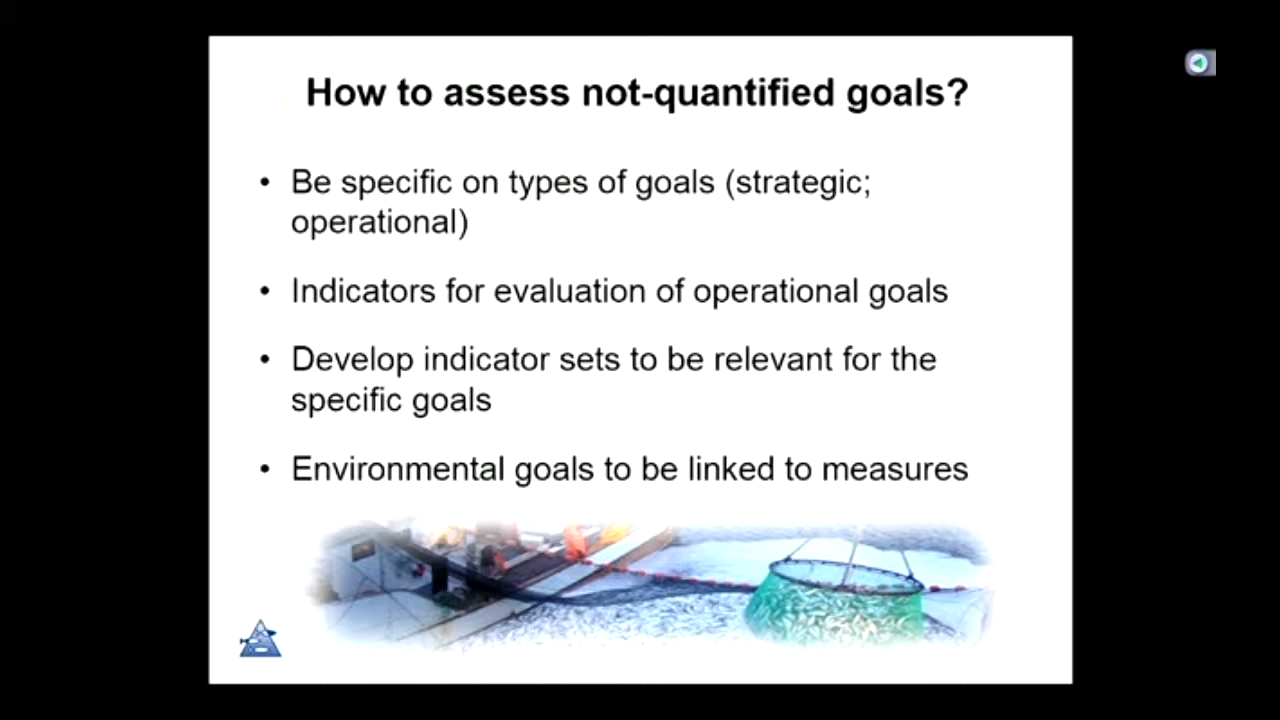 How to assess not-quantified goals?
• Be specific on types of goals (strategic;
operational)
• Indicators for evaluation of operational goals
• Develop indicator sets to be relevant for the
specific goals
• Environmental goals to be linked to measures